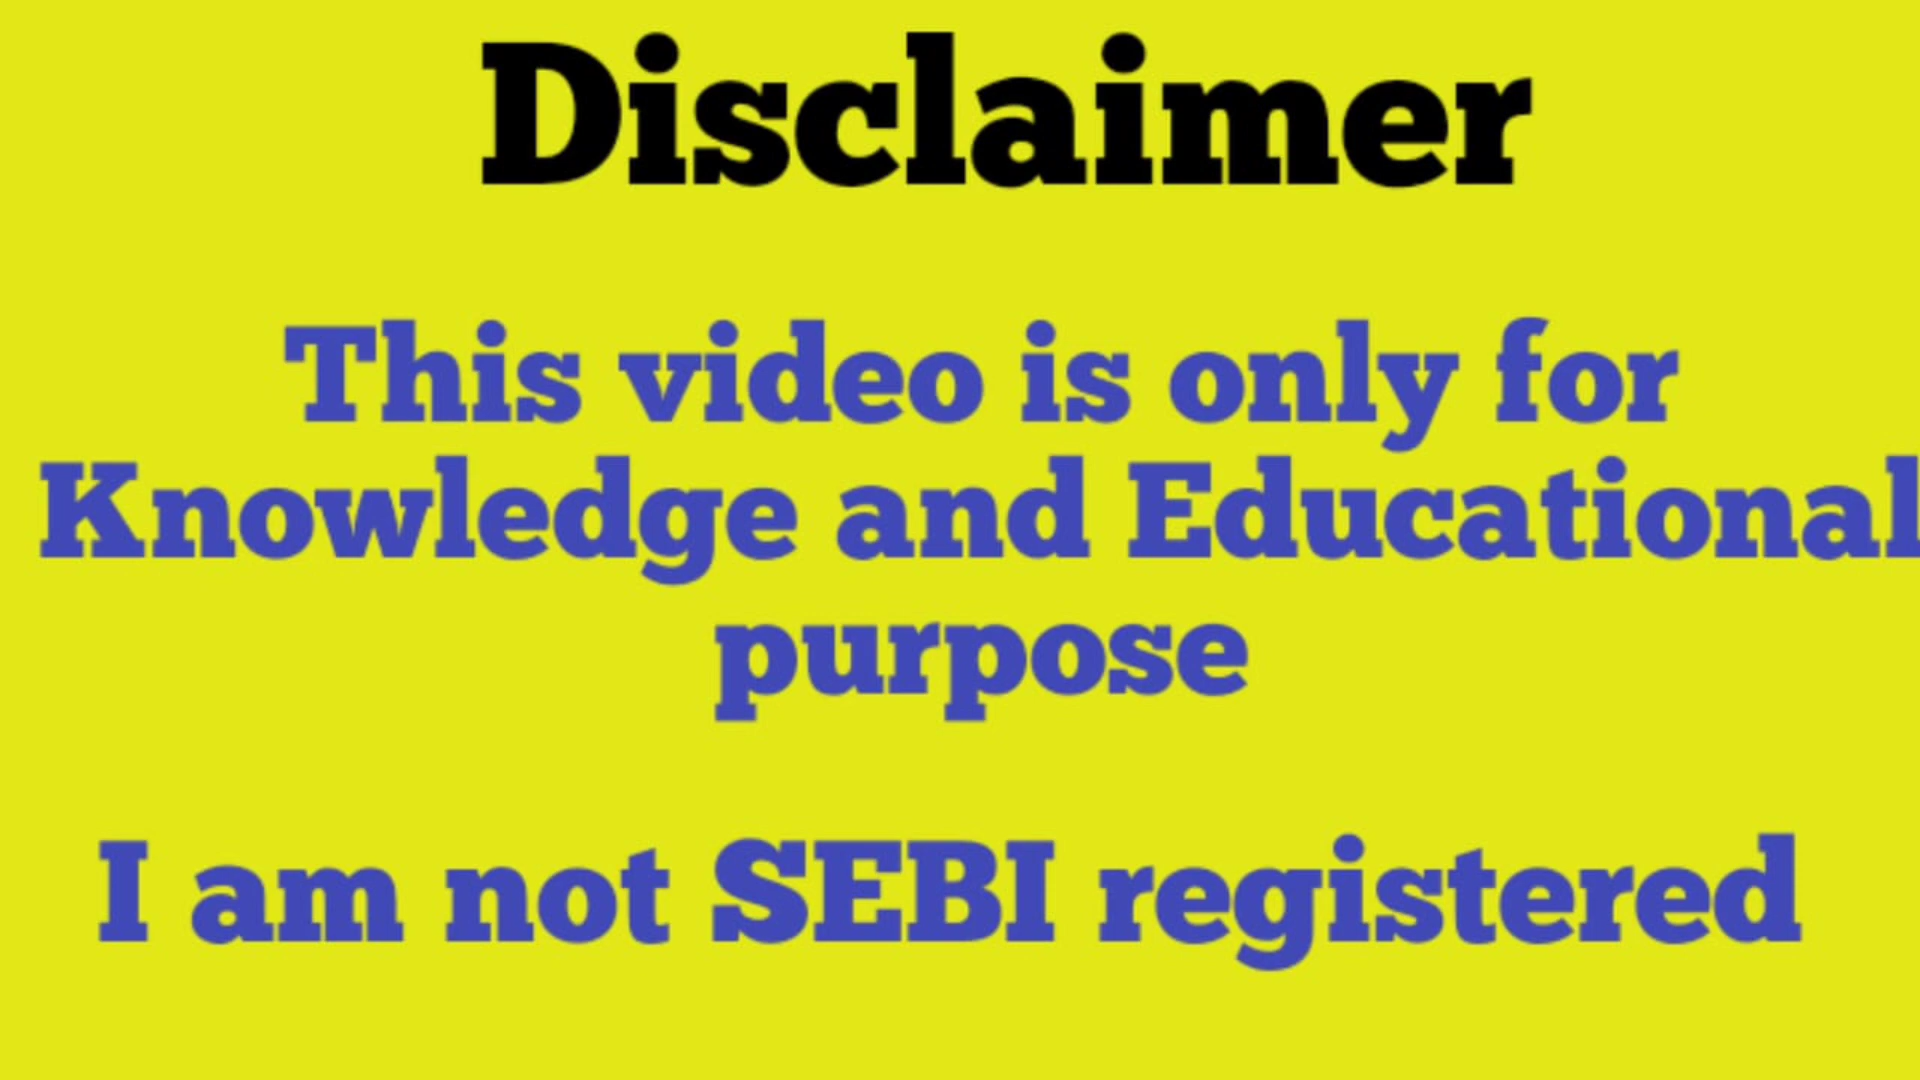 Disclaimer
This video is only for
Knowledge and Educational
purpose
I am not SEBI registered